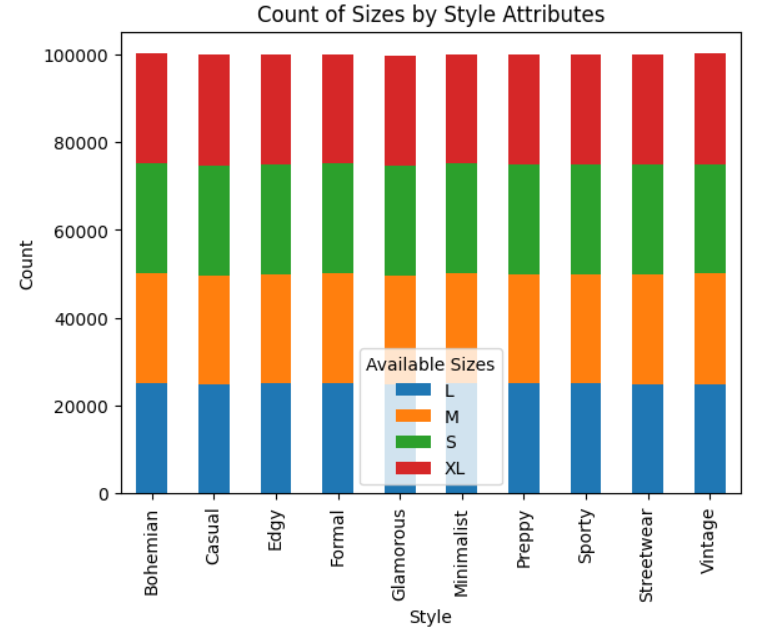 Count of Sizes by Style Attributes
Count
100000
80000
60000
40000
20000
0
Available Sizes
L
M
S
XL
Bohemian
Casual
Edgy
Formal
Glamorous
Minimalist
Preppy
Sporty
Streetwear
Vintage
Style